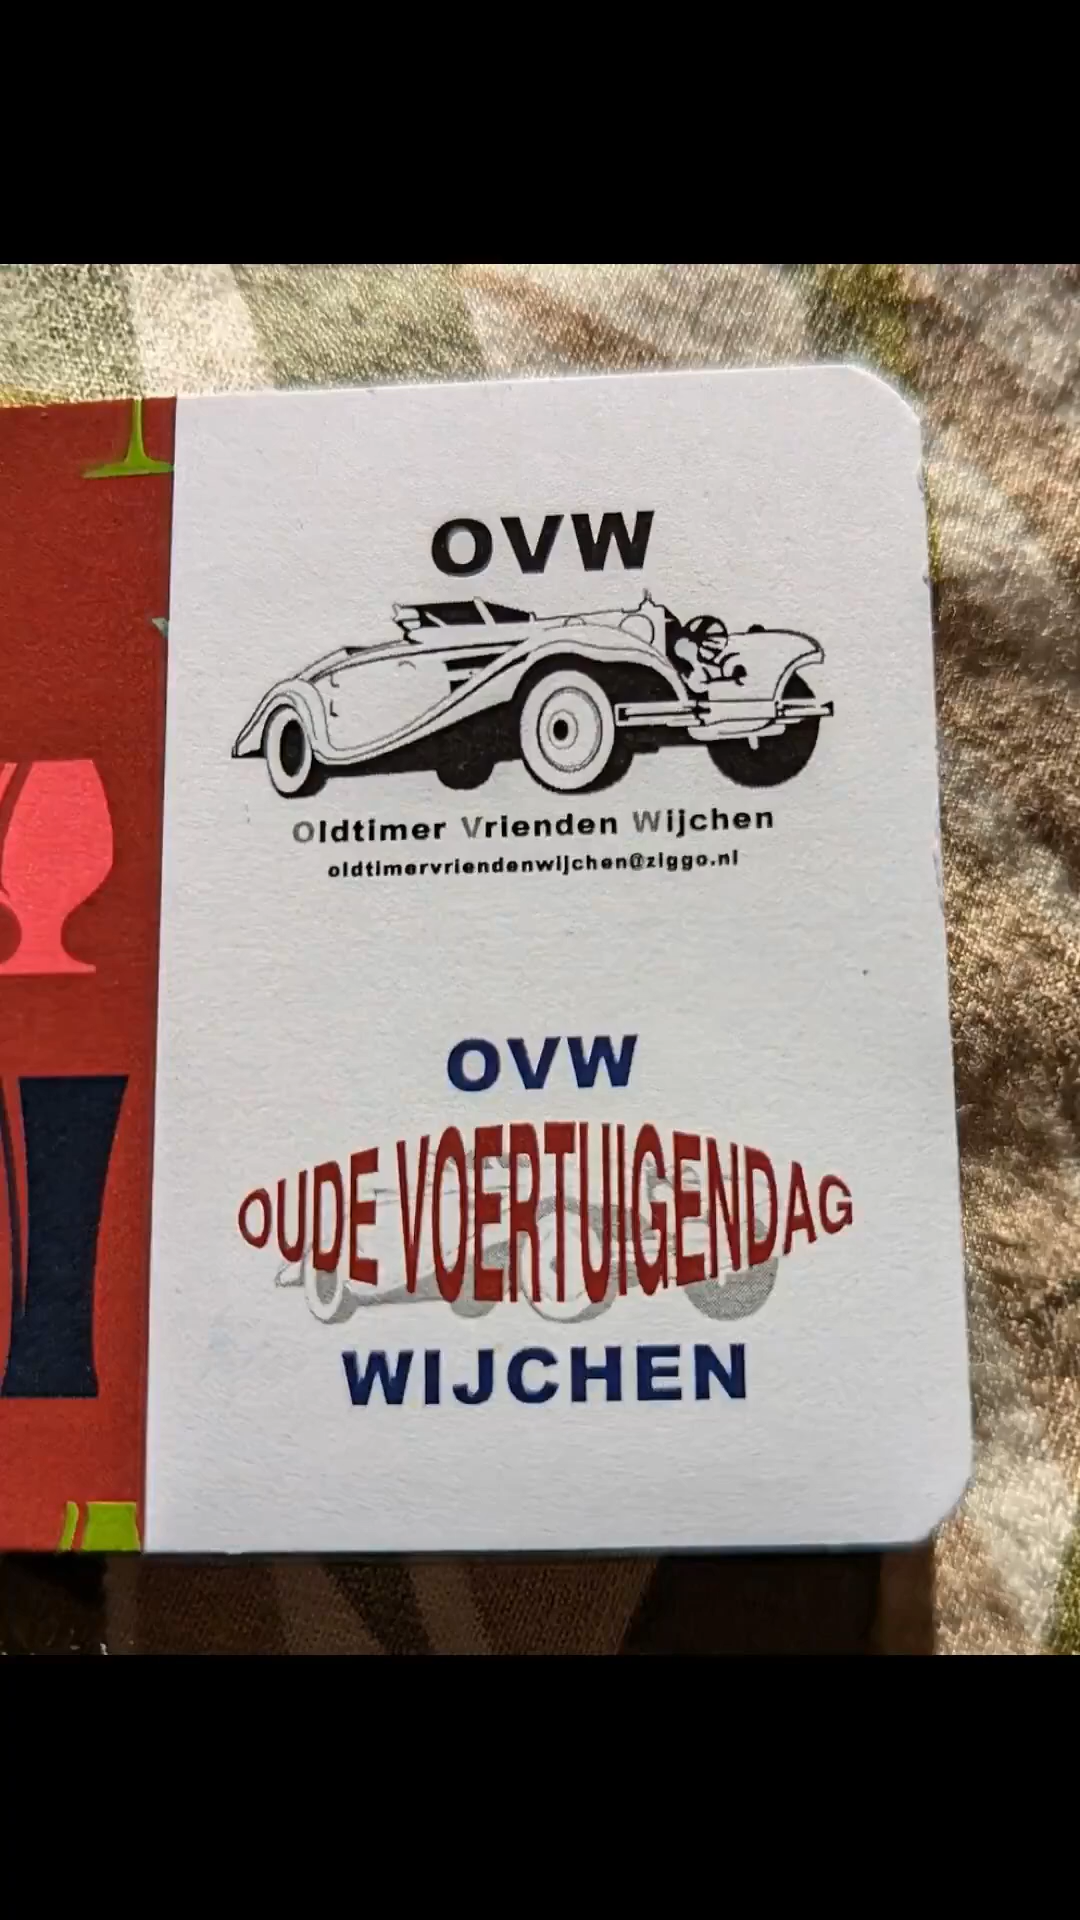 OVW
Oldtimer Vrienden Wijchen
oldtimervriendenwijchen@ziggo.nl
OVW
OUDE VOERTUIGENDAG
WIJCHEN